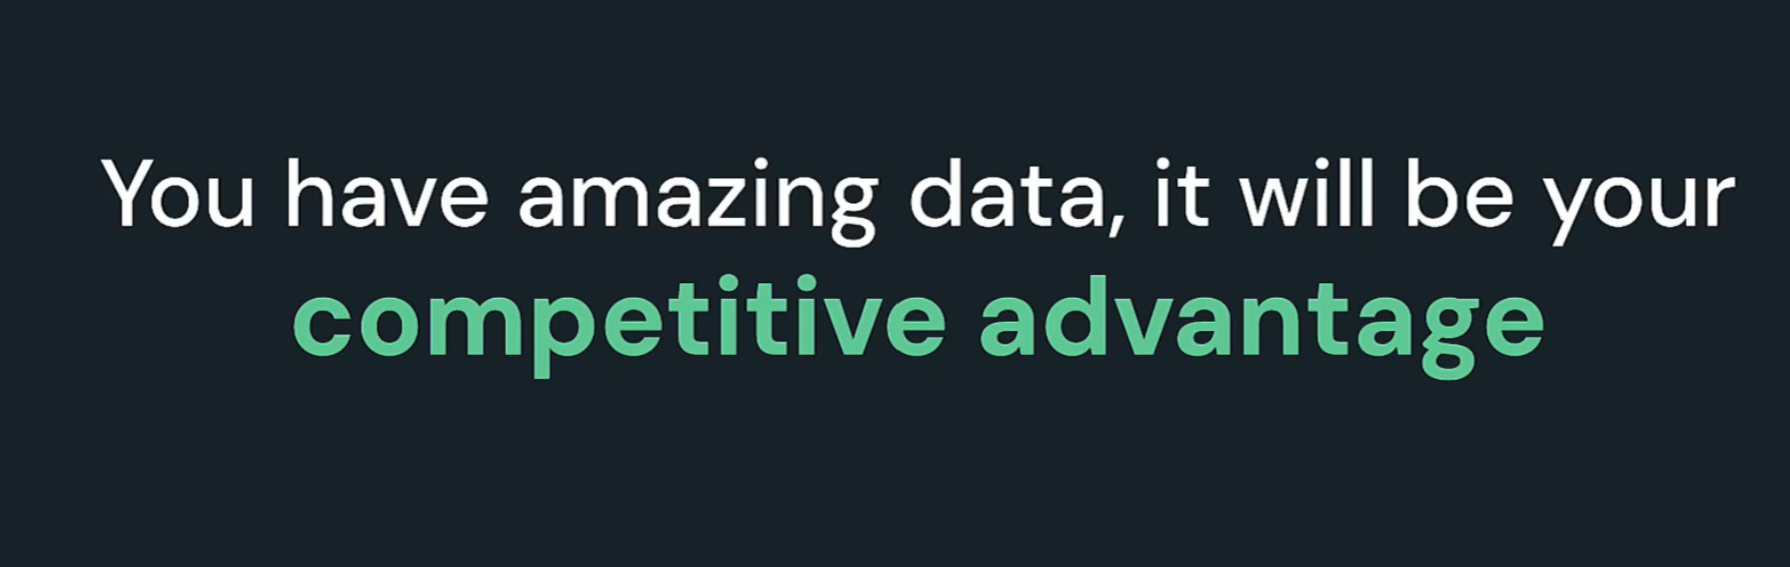 You have amazing data, it will be your
competitive advantage